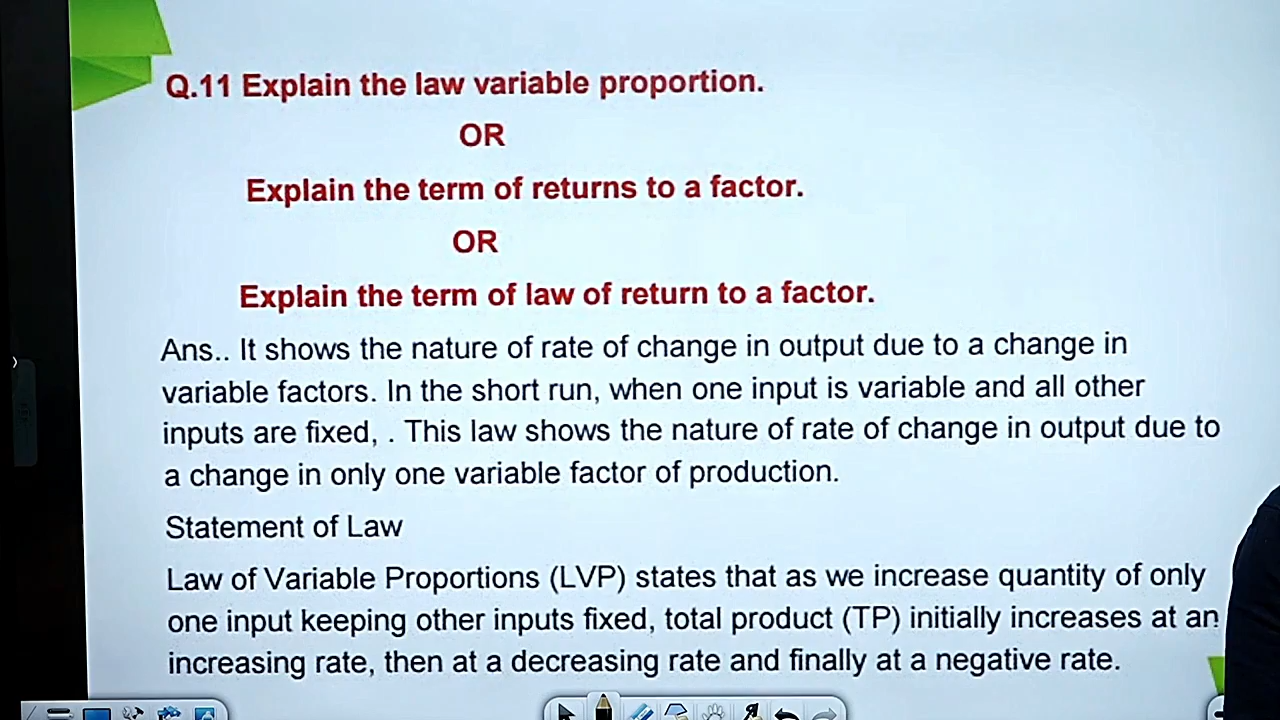 Q.11 Explain the law variable proportion.
OR
Explain the term of returns to a factor.
OR
Explain the term of law of return to a factor.
Ans.. It shows the nature of rate of change in output due to a change in
variable factors. In the short run, when one input is variable and all other
inputs are fixed, . This law shows the nature of rate of change in output due to
a change in only one variable factor of production.
Statement of Law
Law of Variable Proportions (LVP) states that as we increase quantity of only
one input keeping other inputs fixed, total product (TP) initially increases at an
increasing rate, then at a decreasing rate and finally at a negative rate.